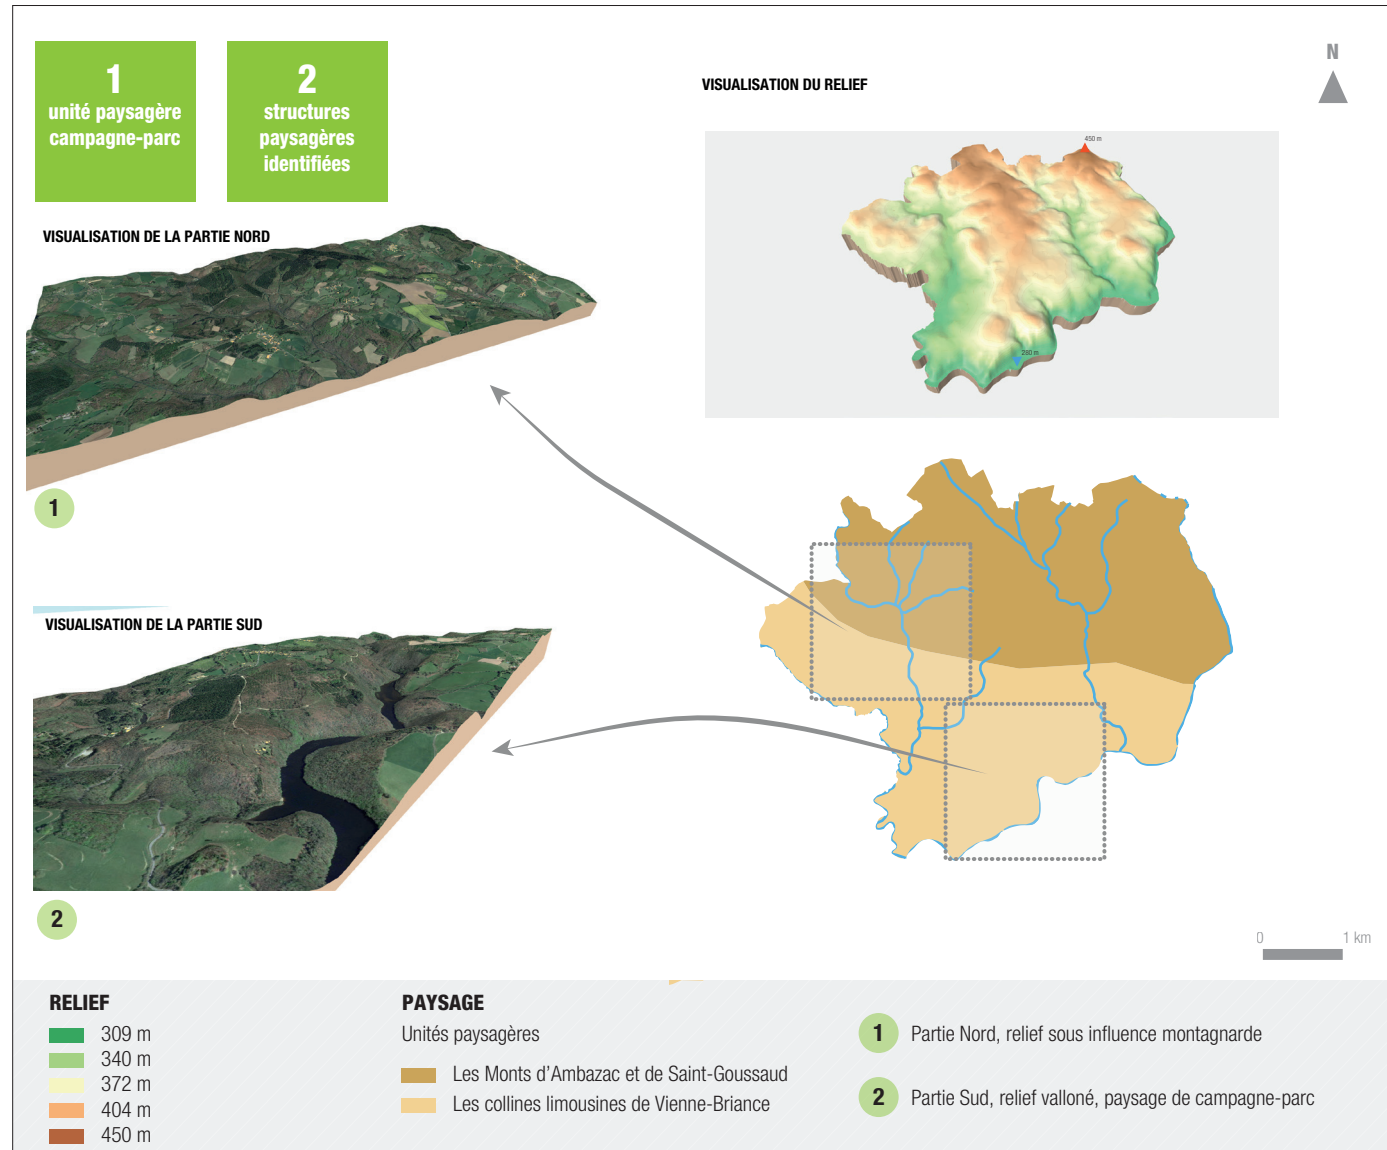 1
unité paysagère
campagne-parc
2
structures
paysagères
identifiées
VISUALISATION DU RELIEF
N
450 m
280 m
VISUALISATION DE LA PARTIE NORD
1
VISUALISATION DE LA PARTIE SUD
2
0 1 km
RELIEF
309 m
340 m
372 m
404 m
450 m
PAYSAGE
Unités paysagères
Les Monts d'Ambazac et de Saint-Goussaud
Les collines limousines de Vienne-Briance
1 Partie Nord, relief sous influence montagnarde
2 Partie Sud, relief valloné, paysage de campagne-parc